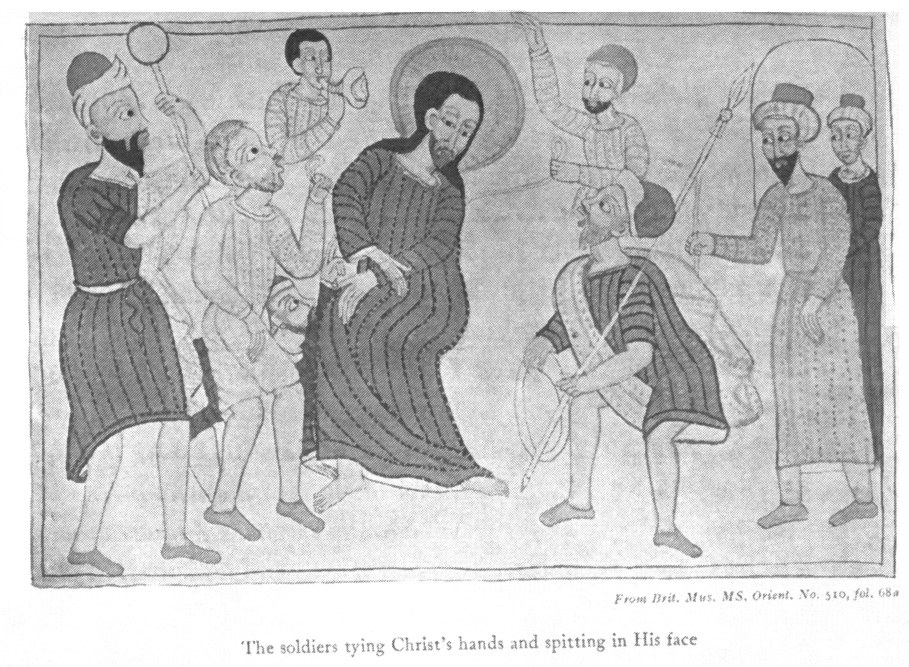 From Brit. Mus. MS. Orient. No. 510, fol. 68a
The soldiers tying Christ's hands and spitting in His face